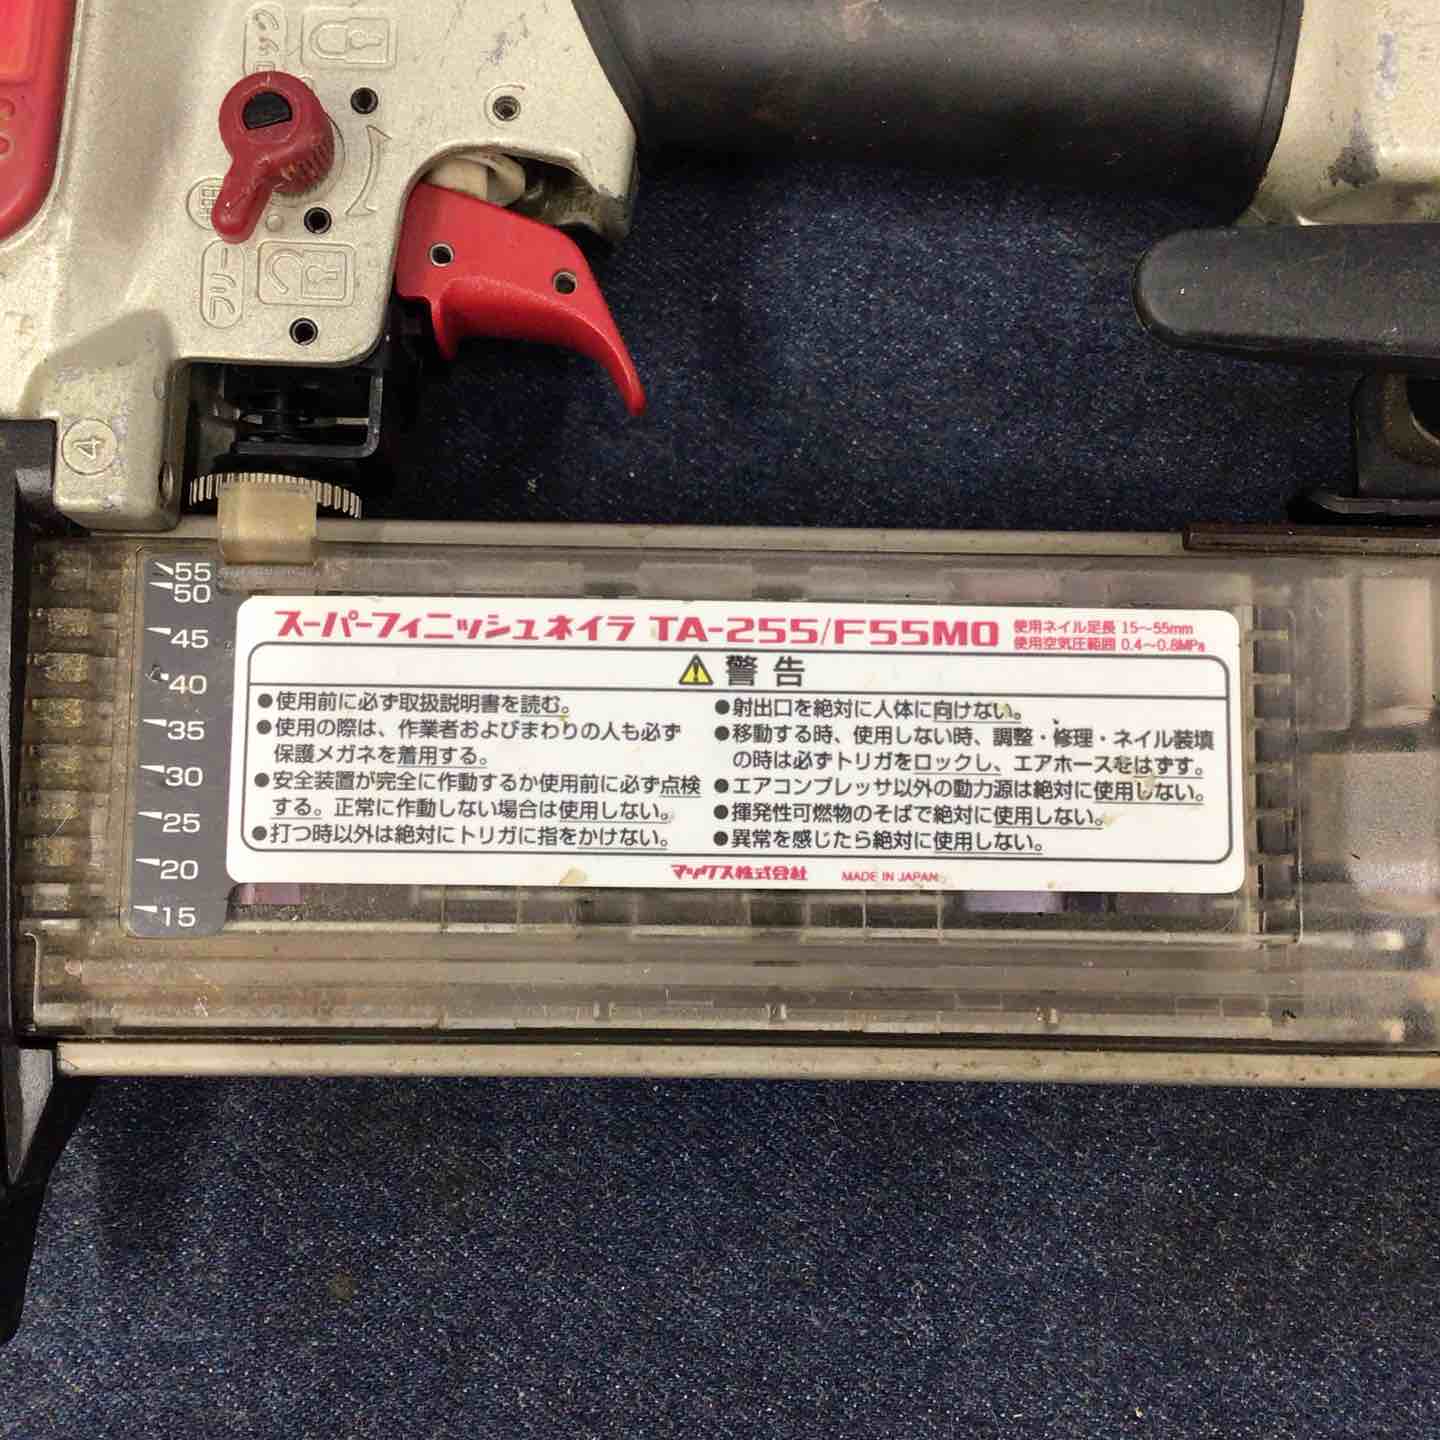 ロック
フリー
4
55
50
45
40
35
30
25
20
15
スーパーフィニッシュネイラ TA-255/F55MQ
使用ネイル足長 15～55mm
使用空気圧範囲 0.4～0.8MPa
警告
●使用前に必ず取扱説明書を読む。
●使用の際は、作業者およびまわりの人も必ず
保護メガネを着用する。
●安全装置が完全に作動するか使用前に必ず点検
する。正常に作動しない場合は使用しない。
●打つ時以外は絶対にトリガに指をかけない。
●射出口を絶対に人体に向けない。
●移動する時、使用しない時、調整・修理・ネイル装填
の時は必ずトリガをロックし、エアホースをはずす。
●エアコンプレッサ以外の動力源は絶対に使用しない。
●揮発性可燃物のそばで絶対に使用しない。
●異常を感じたら絶対に使用しない。
マックス株式会社 MADE IN JAPAN